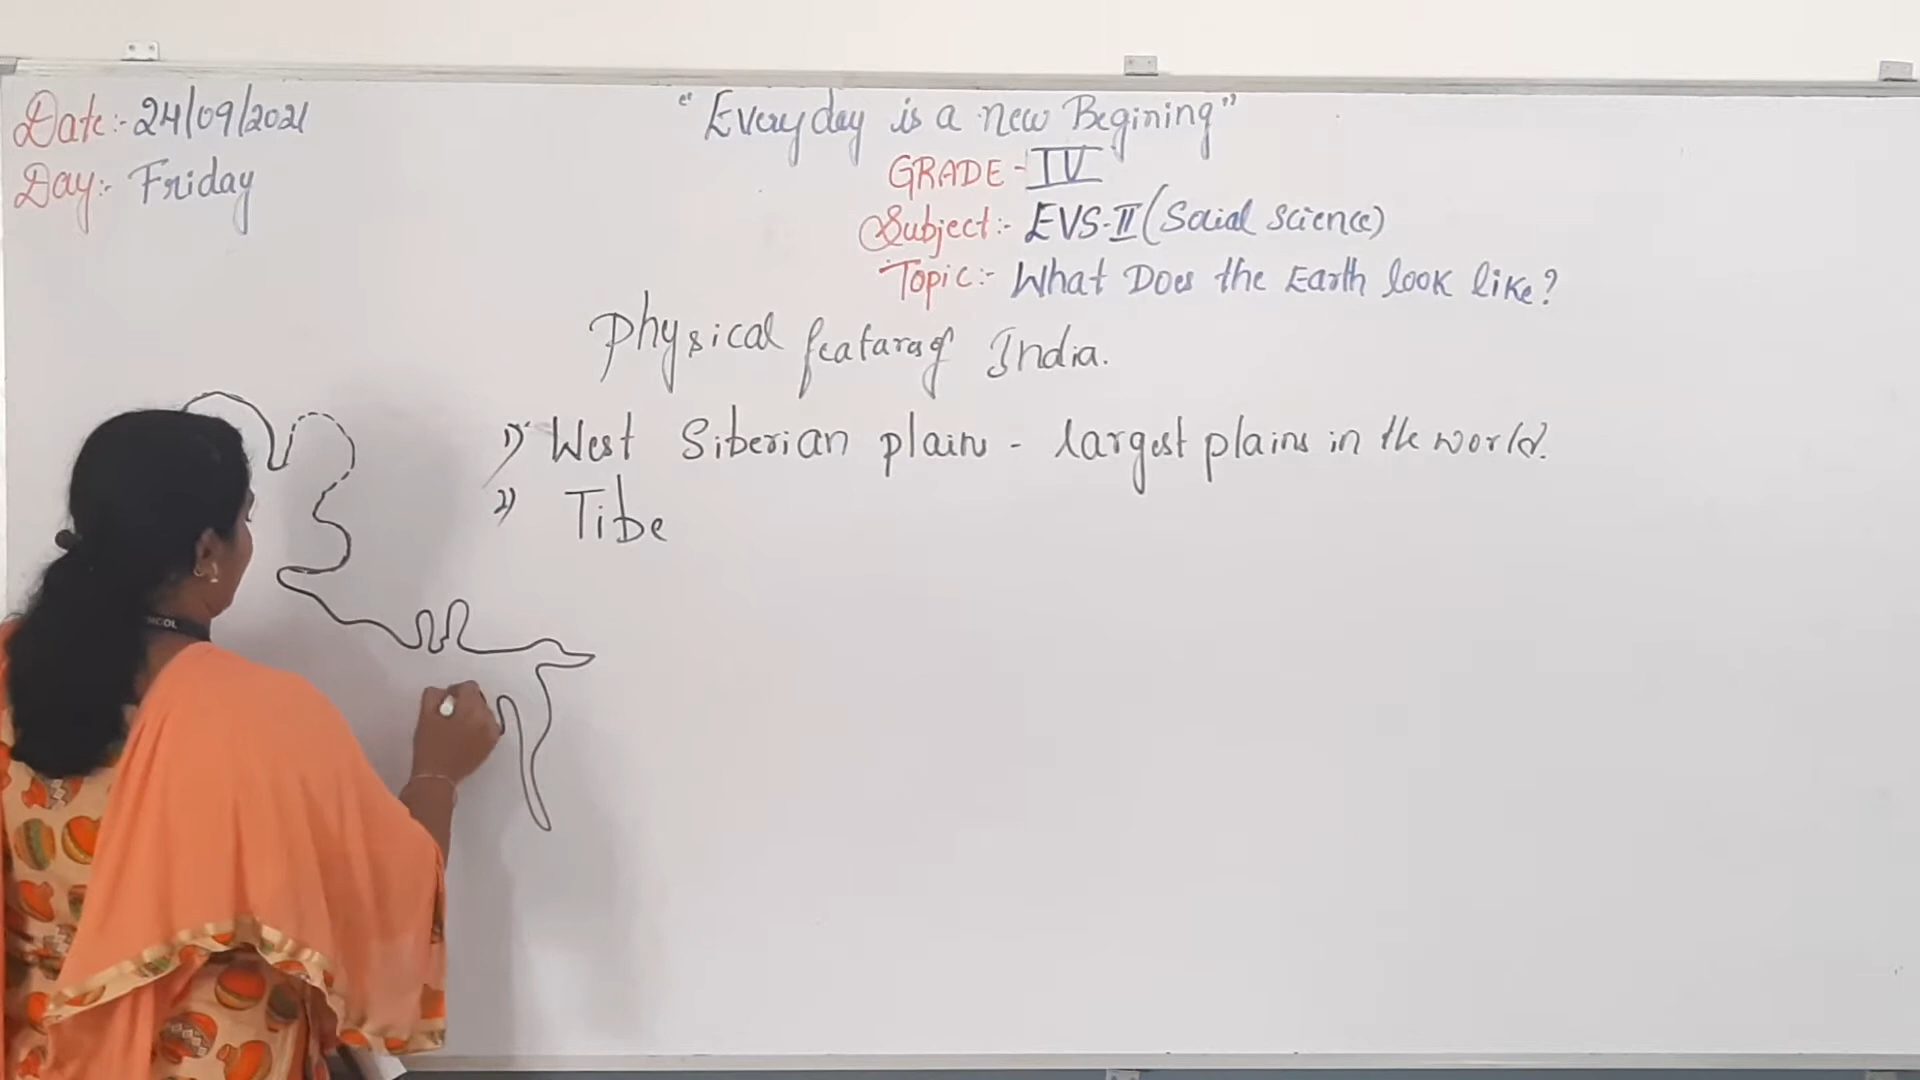 Date:- 24/09/2021
Day:- Friday
"Everyday is a new Begining"
GRADE - IV
Subject:- EVS-II (Social Science)
Topic:- What Does the Earth look like?
Physical featares of India.
1) West Siberian plain - largest plains in the world.
2) Tibe